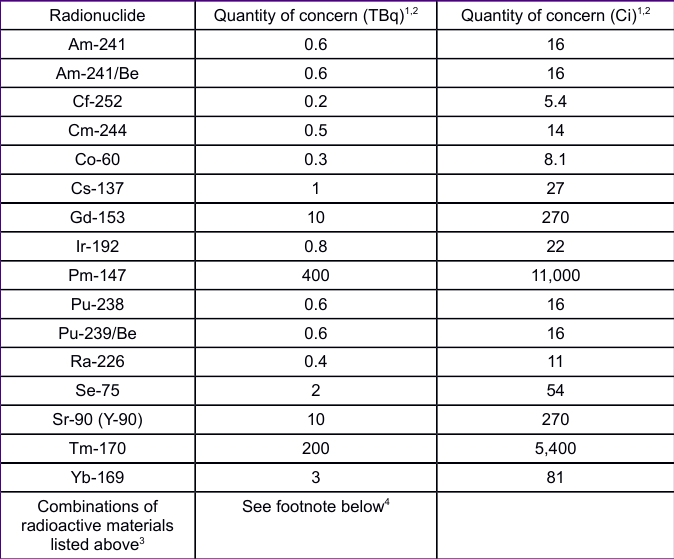 Radionuclide Quantity of concern (TBq)1,2 Quantity of concern (Ci)1,2
Am-241 0.6 16
Am-241/Be 0.6 16
Cf-252 0.2 5.4
Cm-244 0.5 14
Co-60 0.3 8.1
Cs-137 1 27
Gd-153 10 270
Ir-192 0.8 22
Pm-147 400 11,000
Pu-238 0.6 16
Pu-239/Be 0.6 16
Ra-226 0.4 11
Se-75 2 54
Sr-90 (Y-90) 10 270
Tm-170 200 5,400
Yb-169 3 81
Combinations of See footnote below4
radioactive materials
listed above3